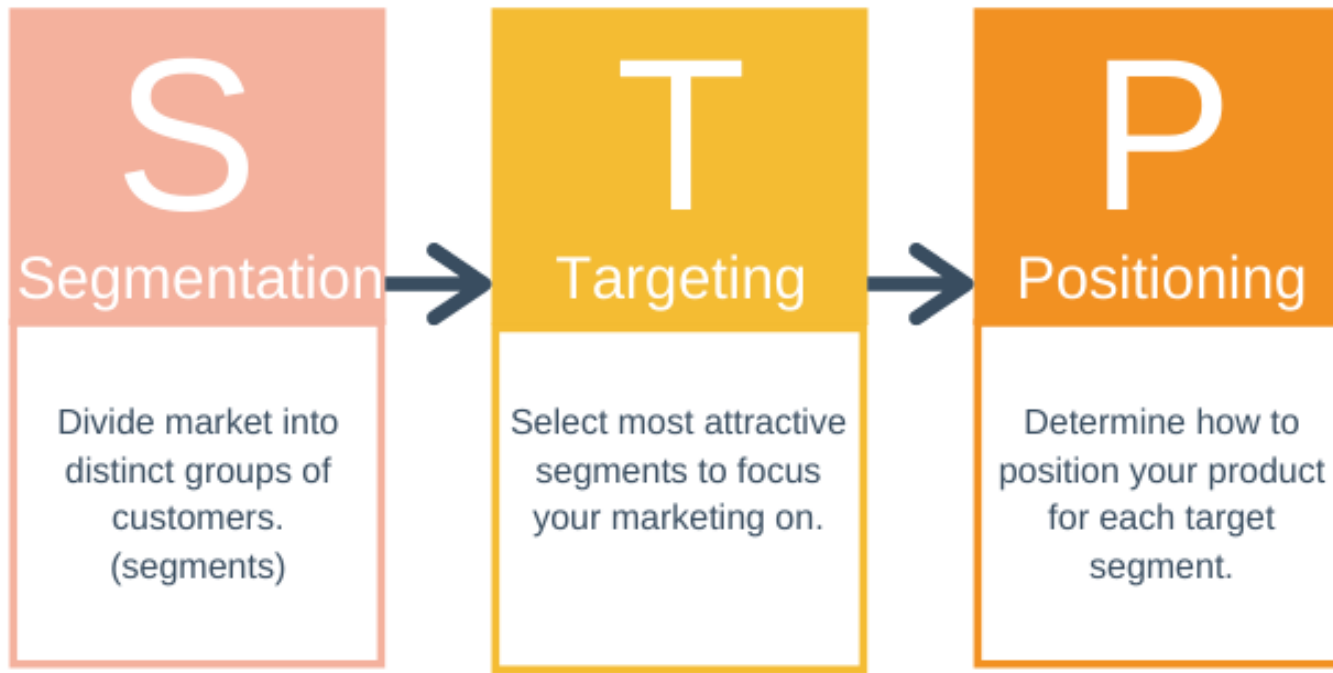 S
Segmentation
Divide market into
distinct groups of
customers.
(segments)
T
Targeting
Select most attractive
segments to focus
your marketing on.
P
Positioning
Determine how to
position your product
for each target
segment.